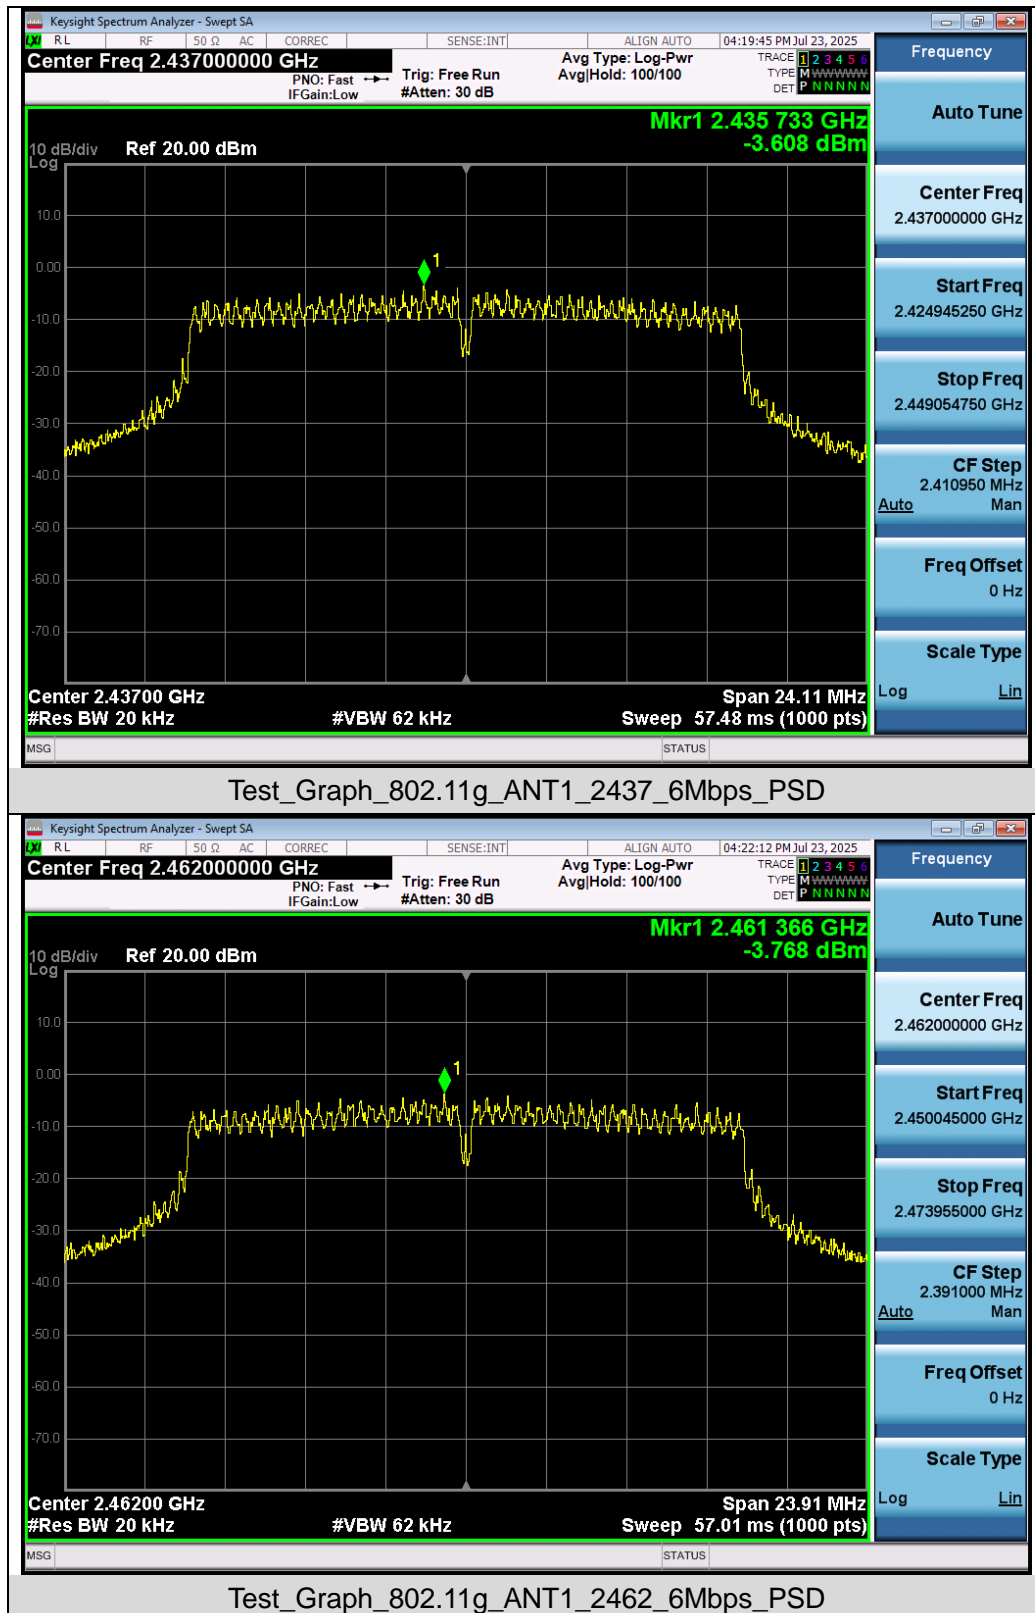 Keysight Spectrum Analyzer - Swept SA
LXI RL RF 50 Ω AC CORREC SENSE:INT ALIGN AUTO 04:19:45 PM Jul 23, 2025
Center Freq 2.437000000 GHz
PNO: Fast
IFGain:Low
Trig: Free Run
#Atten: 30 dB
Avg Type: Log-Pwr
Avg|Hold: 100/100
TRACE 1 2 3 4 5 6
TYPE M WWWWW
DET P N N N N N
Mkr1 2.435 733 GHz
-3.608 dBm
10 dB/div Ref 20.00 dBm
Log
10.0
0.00
1
-10.0
-20.0
-30.0
-40.0
-50.0
-60.0
-70.0
Center 2.43700 GHz Span 24.11 MHz
#Res BW 20 kHz #VBW 62 kHz Sweep 57.48 ms (1000 pts)
MSG STATUS
Frequency
Auto Tune
Center Freq
2.437000000 GHz
Start Freq
2.424945250 GHz
Stop Freq
2.449054750 GHz
CF Step
2.410950 MHz
Auto Man
Freq Offset
0 Hz
Scale Type
Log Lin
Test_Graph_802.11g_ANT1_2437_6Mbps_PSD
Keysight Spectrum Analyzer - Swept SA
LXI RL RF 50 Ω AC CORREC SENSE:INT ALIGN AUTO 04:22:12 PM Jul 23, 2025
Center Freq 2.462000000 GHz
PNO: Fast
IFGain:Low
Trig: Free Run
#Atten: 30 dB
Avg Type: Log-Pwr
Avg|Hold: 100/100
TRACE 1 2 3 4 5 6
TYPE M WWWWW
DET P N N N N N
Mkr1 2.461 366 GHz
-3.768 dBm
10 dB/div Ref 20.00 dBm
Log
10.0
0.00
1
-10.0
-20.0
-30.0
-40.0
-50.0
-60.0
-70.0
Center 2.46200 GHz Span 23.91 MHz
#Res BW 20 kHz #VBW 62 kHz Sweep 57.01 ms (1000 pts)
MSG STATUS
Frequency
Auto Tune
Center Freq
2.462000000 GHz
Start Freq
2.450045000 GHz
Stop Freq
2.473955000 GHz
CF Step
2.391000 MHz
Auto Man
Freq Offset
0 Hz
Scale Type
Log Lin
Test_Graph_802.11g_ANT1_2462_6Mbps_PSD